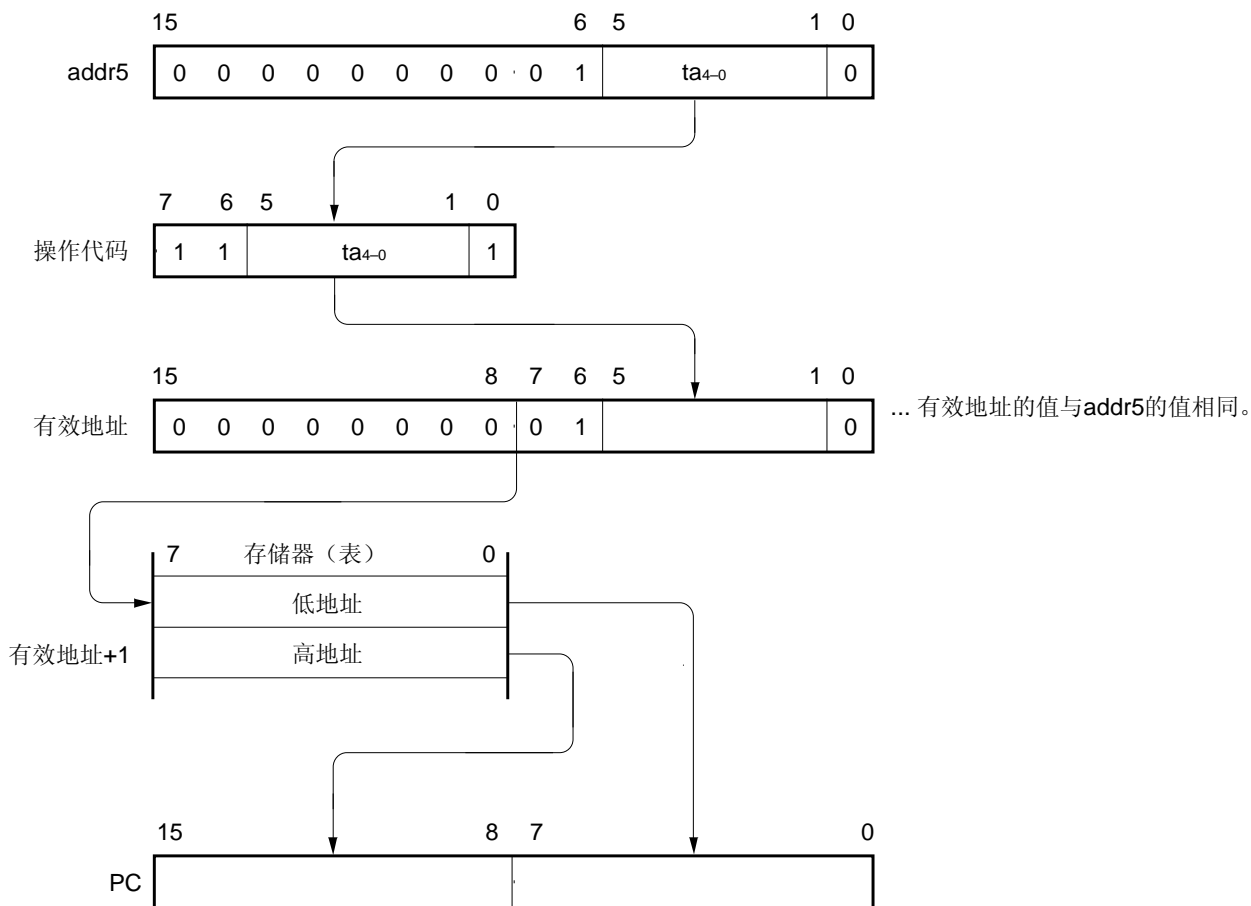 15 6 5 1 0
addr5 0 0 0 0 0 0 0 0 0 1 ta4–0 0
7 6 5 1 0
操作代码 1 1 ta4–0 1
15 8 7 6 5 1 0
有效地址 0 0 0 0 0 0 0 0 0 1 0 ... 有效地址的值与addr5的值相同。
7 存储器（表） 0
低地址
有效地址+1 高地址
15 8 7 0
PC